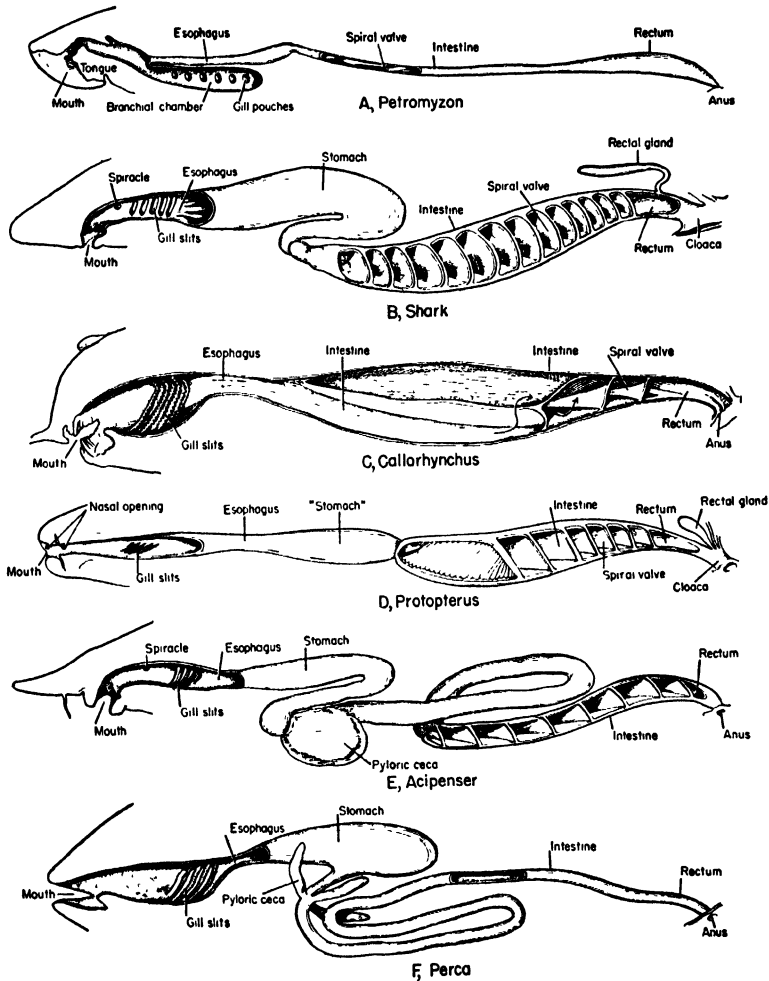 Esophagus
Spiral valve
Intestine
Rectum
Tongue
Mouth
Branchial chamber
Gill pouches
Anus
A, Petromyzon
Rectal gland
Stomach
Esophagus
Spiracle
Spiral valve
Intestine
Gill slits
Mouth
Rectum
Cloaca
B, Shark
Esophagus
Intestine
Intestine
Spiral valve
Rectum
Gill slits
Anus
Mouth
C, Callorhynchus
Nasal opening
Esophagus
"Stomach"
Intestine
Rectum
Rectal gland
Mouth
Gill slits
Spiral valve
Cloaca
D, Protopterus
Spiracle
Esophagus
Stomach
Rectum
Gill slits
Mouth
Intestine
Anus
Pyloric ceca
E, Acipenser
Stomach
Esophagus
Intestine
Rectum
Mouth
Pyloric ceca
Gill slits
Anus
F, Perca